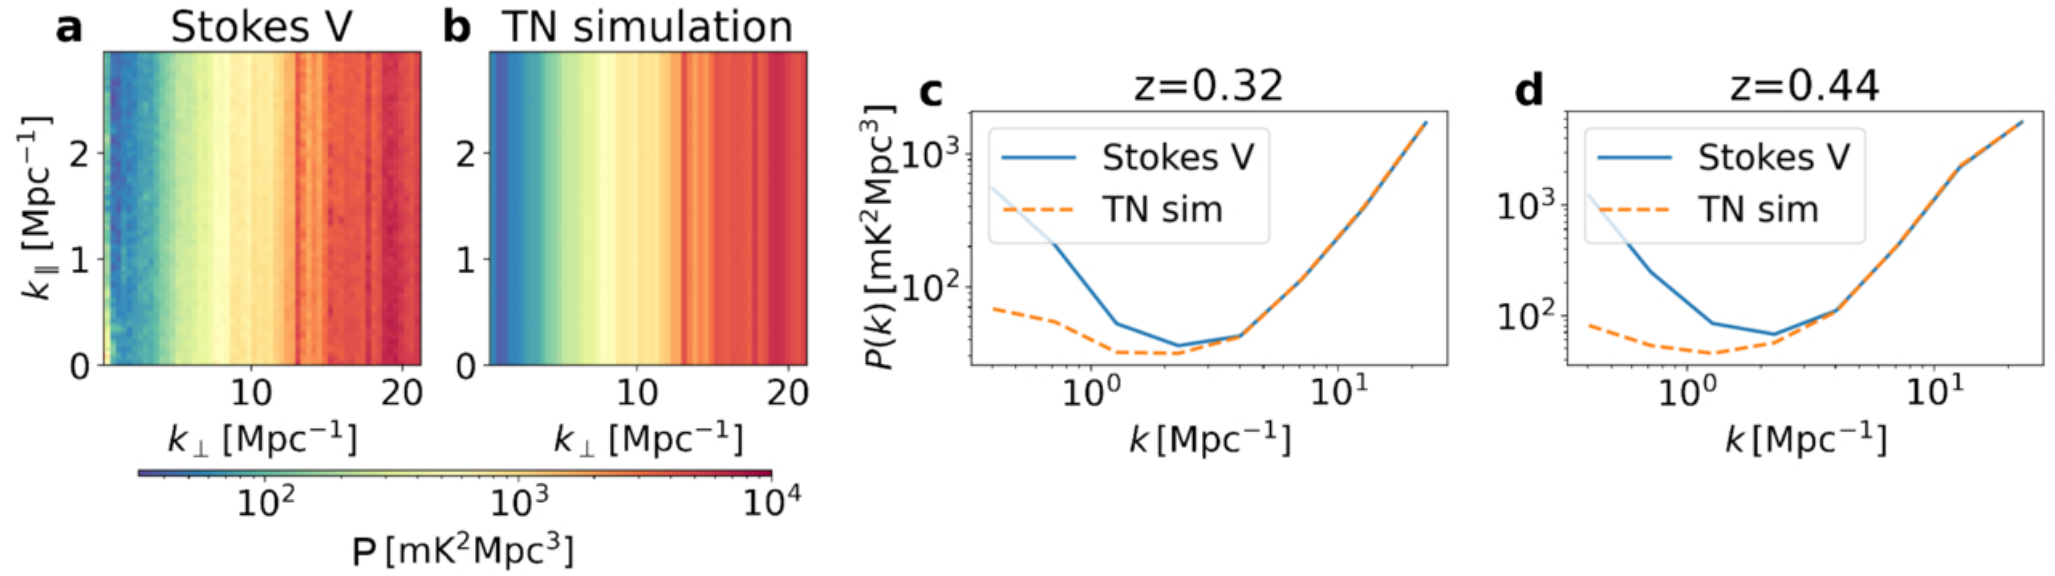 a Stokes V
b TN simulation
k∥ [Mpc⁻¹]
2
1
0
10 20
k⊥ [Mpc⁻¹]
2
1
0
10 20
k⊥ [Mpc⁻¹]
10² 10³ 10⁴
P [mK²Mpc³]
c z=0.32
P(k) [mK²Mpc³]
10³
10²
Stokes V
TN sim
10⁰ 10¹
k [Mpc⁻¹]
d z=0.44
10³
10²
Stokes V
TN sim
10⁰ 10¹
k [Mpc⁻¹]